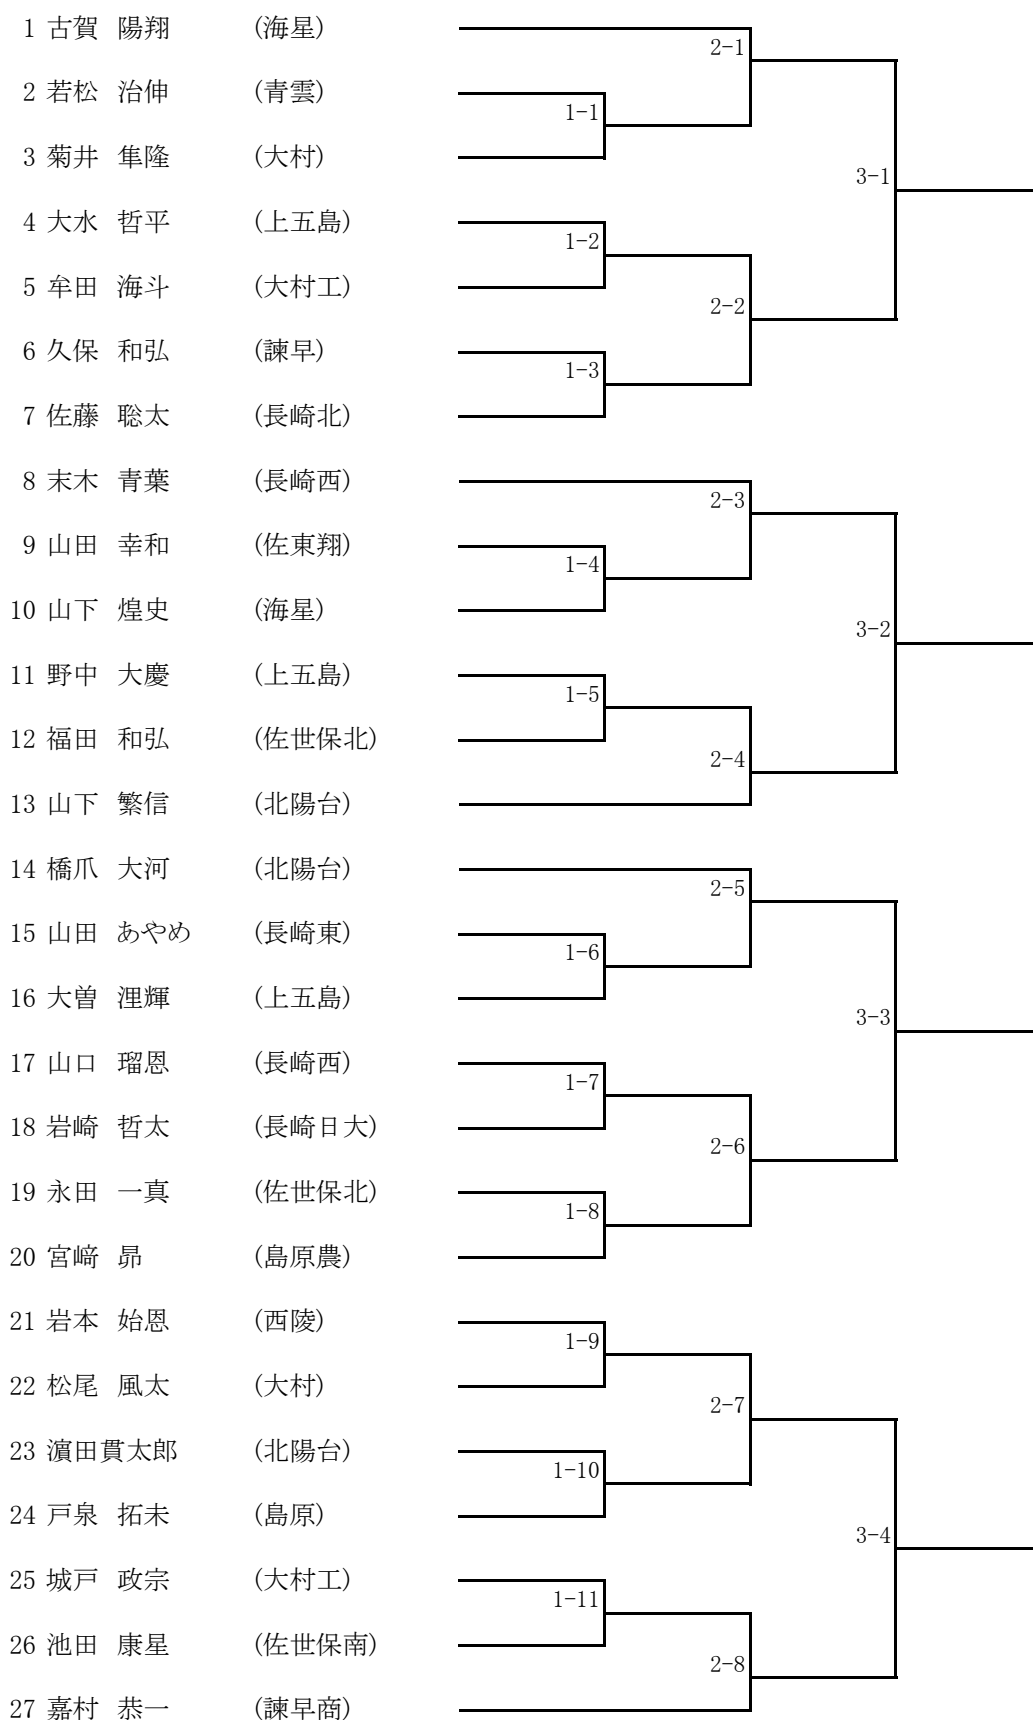 1 古賀 陽翔 (海星)
2-1
2 若松 治伸 (青雲)
1-1
3 菊井 隼隆 (大村)
3-1
4 大水 哲平 (上五島)
1-2
5 牟田 海斗 (大村工)
2-2
6 久保 和弘 (諫早)
1-3
7 佐藤 聡太 (長崎北)
8 末木 青葉 (長崎西)
2-3
9 山田 幸和 (佐東翔)
1-4
10 山下 煌史 (海星)
3-2
11 野中 大慶 (上五島)
1-5
12 福田 和弘 (佐世保北)
2-4
13 山下 繁信 (北陽台)
14 橋爪 大河 (北陽台)
2-5
15 山田 あやめ (長崎東)
1-6
16 大曽 浬輝 (上五島)
3-3
17 山口 瑠恩 (長崎西)
1-7
18 岩崎 哲太 (長崎日大)
2-6
19 永田 一真 (佐世保北)
1-8
20 宮﨑 昴 (島原農)
21 岩本 始恩 (西陵)
1-9
22 松尾 風太 (大村)
2-7
23 濵田貫太郎 (北陽台)
1-10
24 戸泉 拓未 (島原)
3-4
25 城戸 政宗 (大村工)
1-11
26 池田 康星 (佐世保南)
2-8
27 嘉村 恭一 (諫早商)